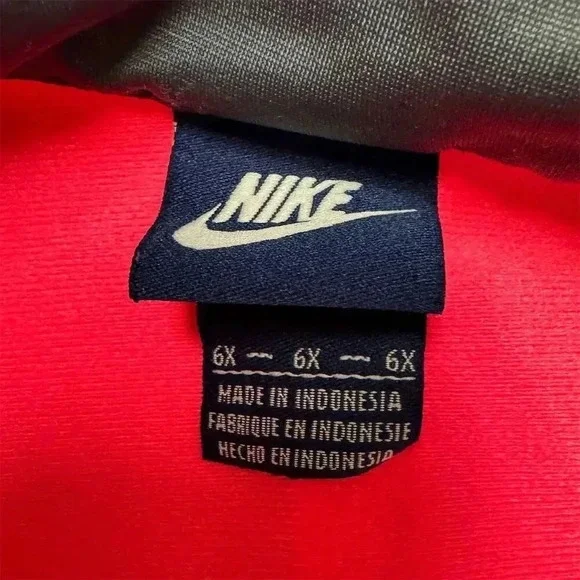 NIKE
6X — 6X — 6X
MADE IN INDONESIA
FABRIQUE EN INDONESIE
HECHO EN INDONESIA